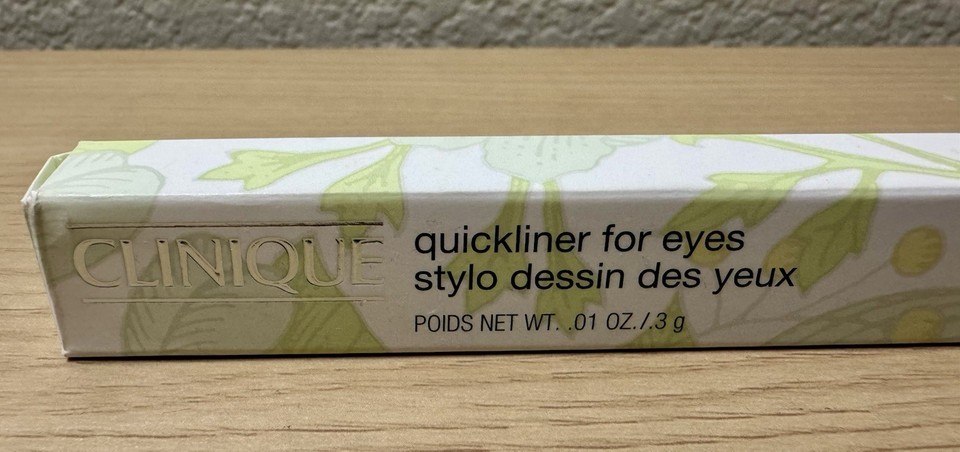 CLINIQUE
quickliner for eyes
stylo dessin des yeux
POIDS NET WT. .01 OZ./.3 g